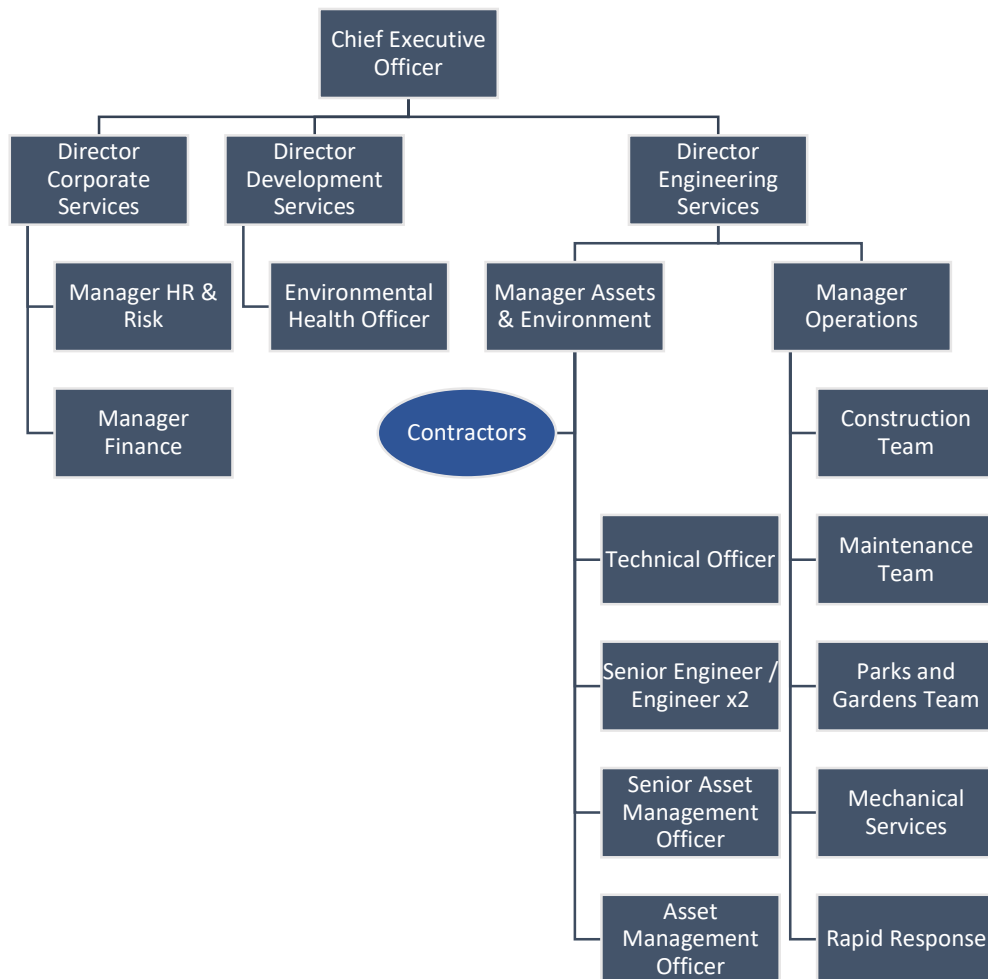 Chief Executive
Officer
Director
Corporate
Services
Director
Development
Services
Director
Engineering
Services
Manager HR &
Risk
Environmental
Health Officer
Manager Assets
& Environment
Manager
Operations
Manager
Finance
Contractors
Construction
Team
Technical Officer
Maintenance
Team
Senior Engineer /
Engineer x2
Parks and
Gardens Team
Senior Asset
Management
Officer
Mechanical
Services
Asset
Management
Officer
Rapid Response